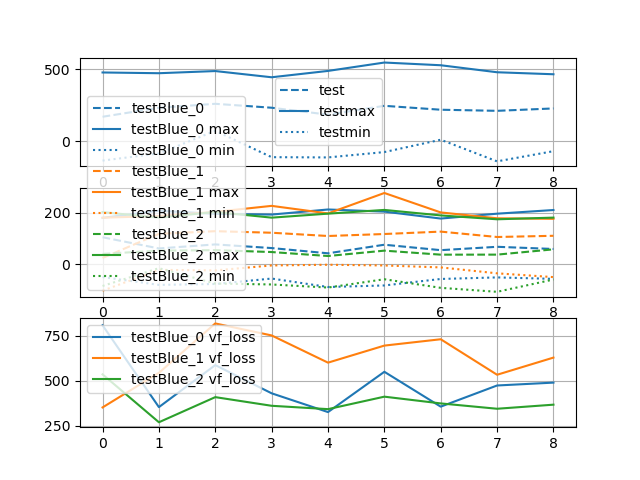 500
0
test
testmax
testmin
0 1 2 3 4 5 6 7 8
testBlue_0
testBlue_0 max
testBlue_0 min
testBlue_1
testBlue_1 max
testBlue_1 min
testBlue_2
testBlue_2 max
testBlue_2 min
200
0
0 1 2 3 4 5 6 7 8
750
500
250
testBlue_0 vf_loss
testBlue_1 vf_loss
testBlue_2 vf_loss
0 1 2 3 4 5 6 7 8